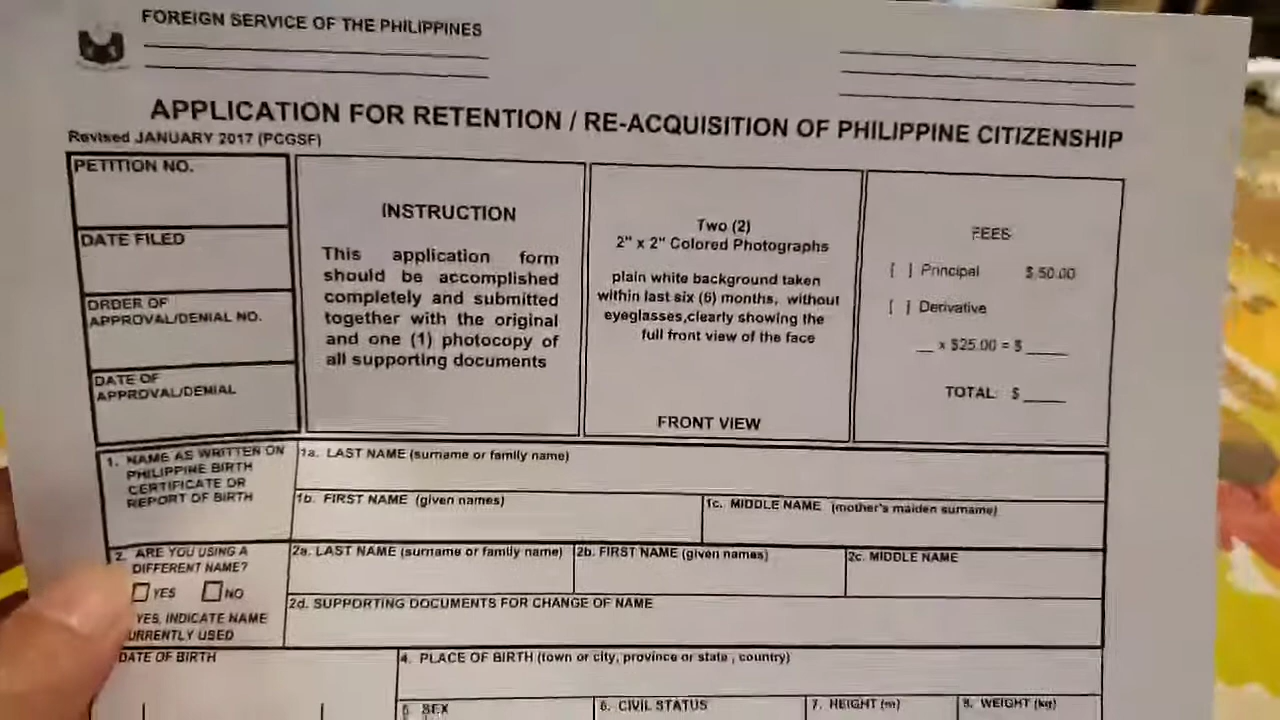 FOREIGN SERVICE OF THE PHILIPPINES
APPLICATION FOR RETENTION / RE-ACQUISITION OF PHILIPPINE CITIZENSHIP
Revised JANUARY 2017 (PCGSF)
PETITION NO.
DATE FILED
ORDER OF
APPROVAL/DENIAL NO.
DATE OF
APPROVAL/DENIAL
INSTRUCTION
This application form
should be accomplished
completely and submitted
together with the original
and one (1) photocopy of
all supporting documents
Two (2)
2" x 2" Colored Photographs
plain white background taken
within last six (6) months, without
eyeglasses,clearly showing the
full front view of the face
FRONT VIEW
FEES
[ ] Principal $ 50.00
[ ] Derivative
__ x $25.00 = $ ____
TOTAL: $ ____
1. NAME AS WRITTEN ON
PHILIPPINE BIRTH
CERTIFICATE OR
REPORT OF BIRTH
1a. LAST NAME (surname or family name)
1b. FIRST NAME (given names)
1c. MIDDLE NAME (mother's maiden surname)
2. ARE YOU USING A
DIFFERENT NAME?
YES NO
YES, INDICATE NAME
URRENTLY USED
2a. LAST NAME (surname or family name)
2b. FIRST NAME (given names)
2c. MIDDLE NAME
2d. SUPPORTING DOCUMENTS FOR CHANGE OF NAME
DATE OF BIRTH
4. PLACE OF BIRTH (town or city, province or state , country)
5. SEX
6. CIVIL STATUS
7. HEIGHT (m)
8. WEIGHT (kg)